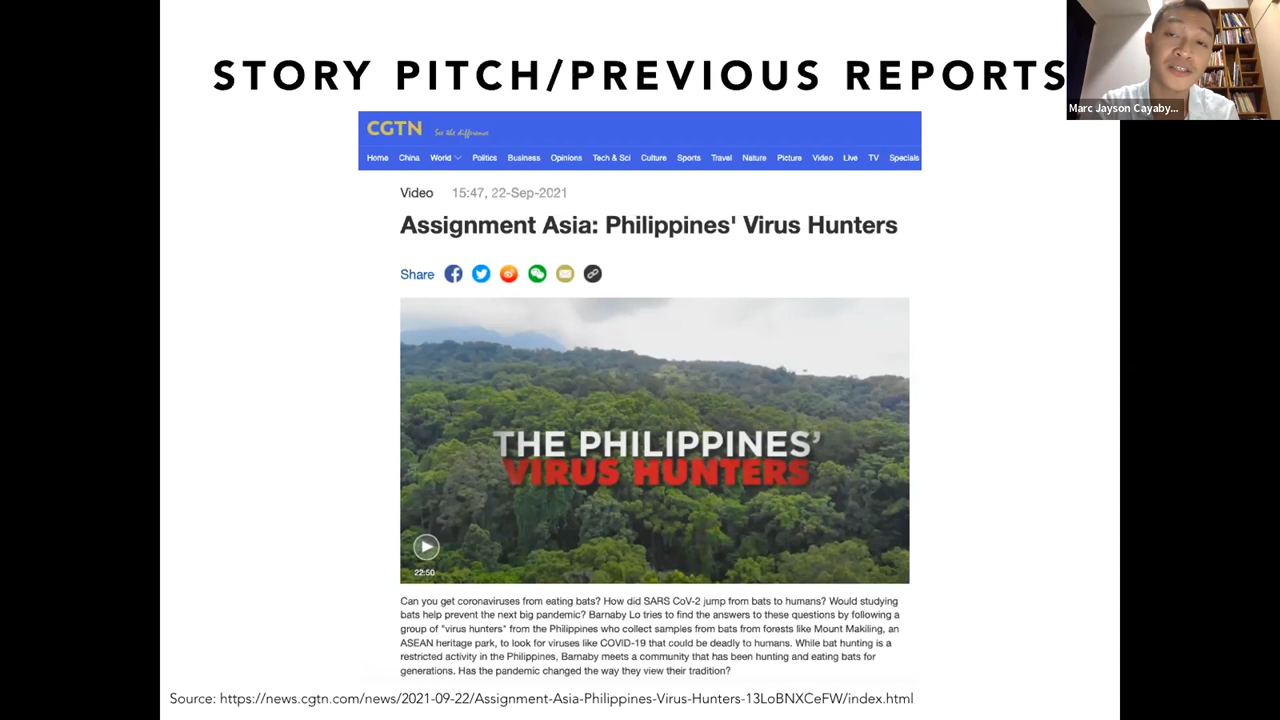 STORY PITCH/PREVIOUS REPORTS
Marc Jayson Cayaby...
CGTN See the difference
Home China World Politics Business Opinions Tech & Sci Culture Sports Travel Nature Picture Video Live TV Specials
Video 15:47, 22-Sep-2021
Assignment Asia: Philippines' Virus Hunters
Share
THE PHILIPPINES'
VIRUS HUNTERS
22:50
Can you get coronaviruses from eating bats? How did SARS CoV-2 jump from bats to humans? Would studying
bats help prevent the next big pandemic? Barnaby Lo tries to find the answers to these questions by following a
group of "virus hunters" from the Philippines who collect samples from bats from forests like Mount Makiling, an
ASEAN heritage park, to look for viruses like COVID-19 that could be deadly to humans. While bat hunting is a
restricted activity in the Philippines, Barnaby meets a community that has been hunting and eating bats for
generations. Has the pandemic changed the way they view their tradition?
Source: https://news.cgtn.com/news/2021-09-22/Assignment-Asia-Philippines-Virus-Hunters-13LoBNXCeFW/index.html